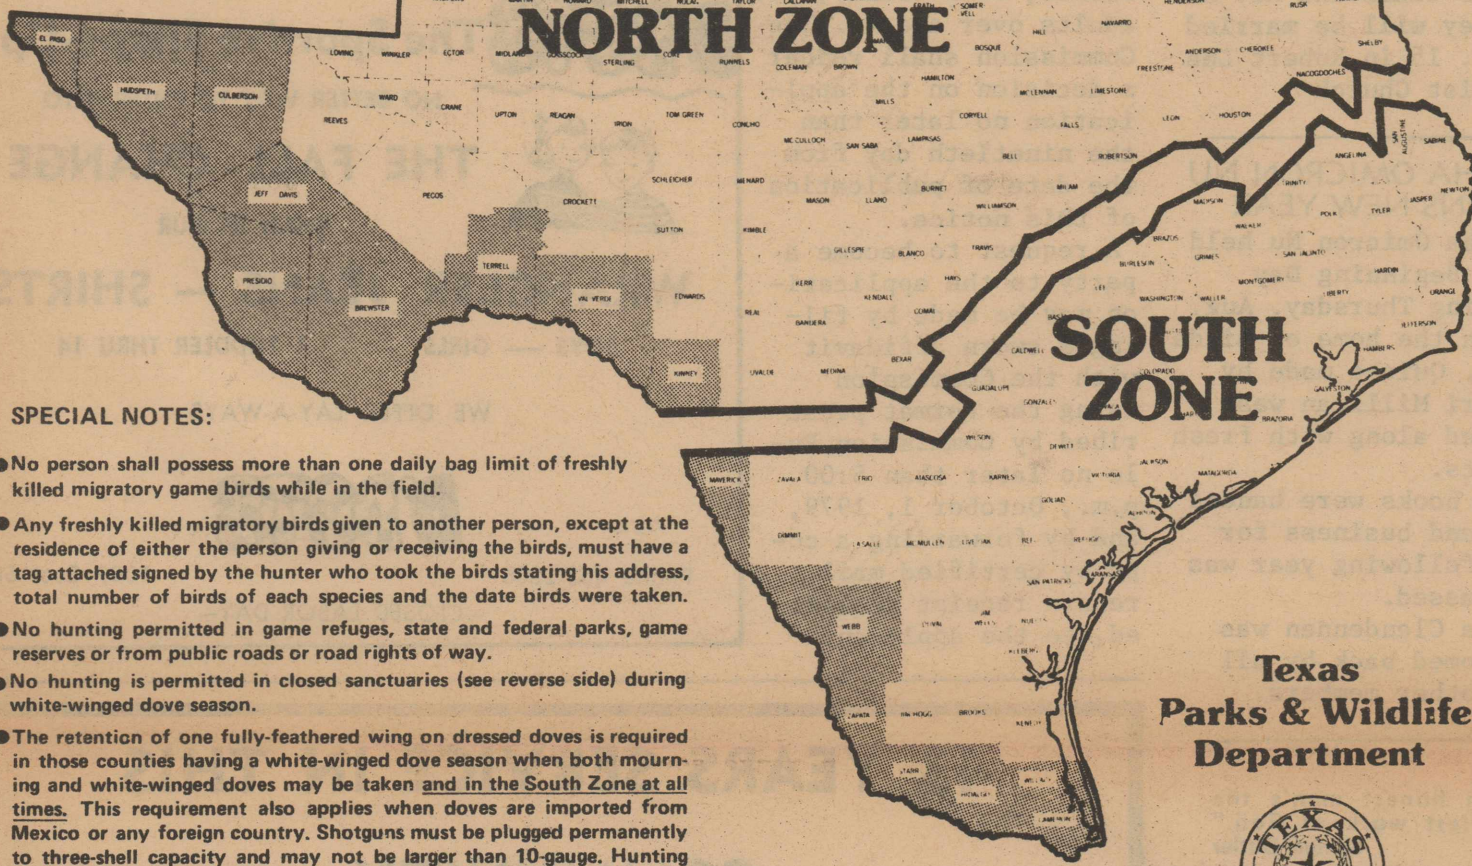 NORTH ZONE
EL PASO
HUDSPETH
CULBERSON
LOVING
WINKLER
ECTOR
MIDLAND
GLASSCOCK
STERLING
COKE
RUNNELS
COLEMAN
BROWN
HAMILTON
BOSQUE
HILL
NAVARRO
FREESTONE
ANDERSON
CHEROKEE
RUSK
SHELBY
NACOGDOCHES
REEVES
WARD
CRANE
UPTON
REAGAN
IRION
TOM GREEN
CONCHO
MC CULLOCH
SAN SABA
MILLS
LAMPASAS
CORYELL
MC LENNAN
LIMESTONE
FALLS
LEON
HOUSTON
SAN AUGUSTINE
SABINE
ANGELINA
JEFF DAVIS
PECOS
CROCKETT
SCHLEICHER
MENARD
MASON
LLANO
BURNET
BELL
WILLIAMSON
MILAM
ROBERTSON
MADISON
TRINITY
POLK
TYLER
JASPER
NEWTON
PRESIDIO
BREWSTER
TERRELL
VAL VERDE
SUTTON
KIMBLE
GILLESPIE
BLANCO
TRAVIS
HAYS
EDWARDS
REAL
KERR
BANDERA
KENDALL
COMAL
BURLESON
BRAZOS
GRIMES
WALKER
SAN JACINTO
HARDIN
MONTGOMERY
LIBERTY
ORANGE
LEE
WASHINGTON
WALLER
JEFFERSON
CHAMBERS
KINNEY
UVALDE
MEDINA
BEXAR
GUADALUPE
CALDWELL
SOUTH
ZONE
COLORADO
GALVESTON
BRAZORIA
GONZALES
WILSON
DEWITT
JACKSON
MATAGORDA
VICTORIA
KARNES
GOLIAD
MAVERICK
ZAVALA
FRIO
ATASCOSA
DIMMIT
LA SALLE
MC MULLEN
LIVE OAK
BEE
REFUGIO
SAN PATRICIO
ARANSAS
WEBB
DUVAL
KLEBERG
ZAPATA
JIM HOGG
BROOKS
KENEDY
STARR
HIDALGO
WILLACY
CAMERON
SPECIAL NOTES:
●No person shall possess more than one daily bag limit of freshly
killed migratory game birds while in the field.
●Any freshly killed migratory birds given to another person, except at the
residence of either the person giving or receiving the birds, must have a
tag attached signed by the hunter who took the birds stating his address,
total number of birds of each species and the date birds were taken.
●No hunting permitted in game refuges, state and federal parks, game
reserves or from public roads or road rights of way.
●No hunting is permitted in closed sanctuaries (see reverse side) during
white-winged dove season.
●The retention of one fully-feathered wing on dressed doves is required
in those counties having a white-winged dove season when both mourn-
ing and white-winged doves may be taken and in the South Zone at all
times. This requirement also applies when doves are imported from
Mexico or any foreign country. Shotguns must be plugged permanently
to three-shell capacity and may not be larger than 10-gauge. Hunting
Texas
Parks & Wildlife
Department
TEXAS